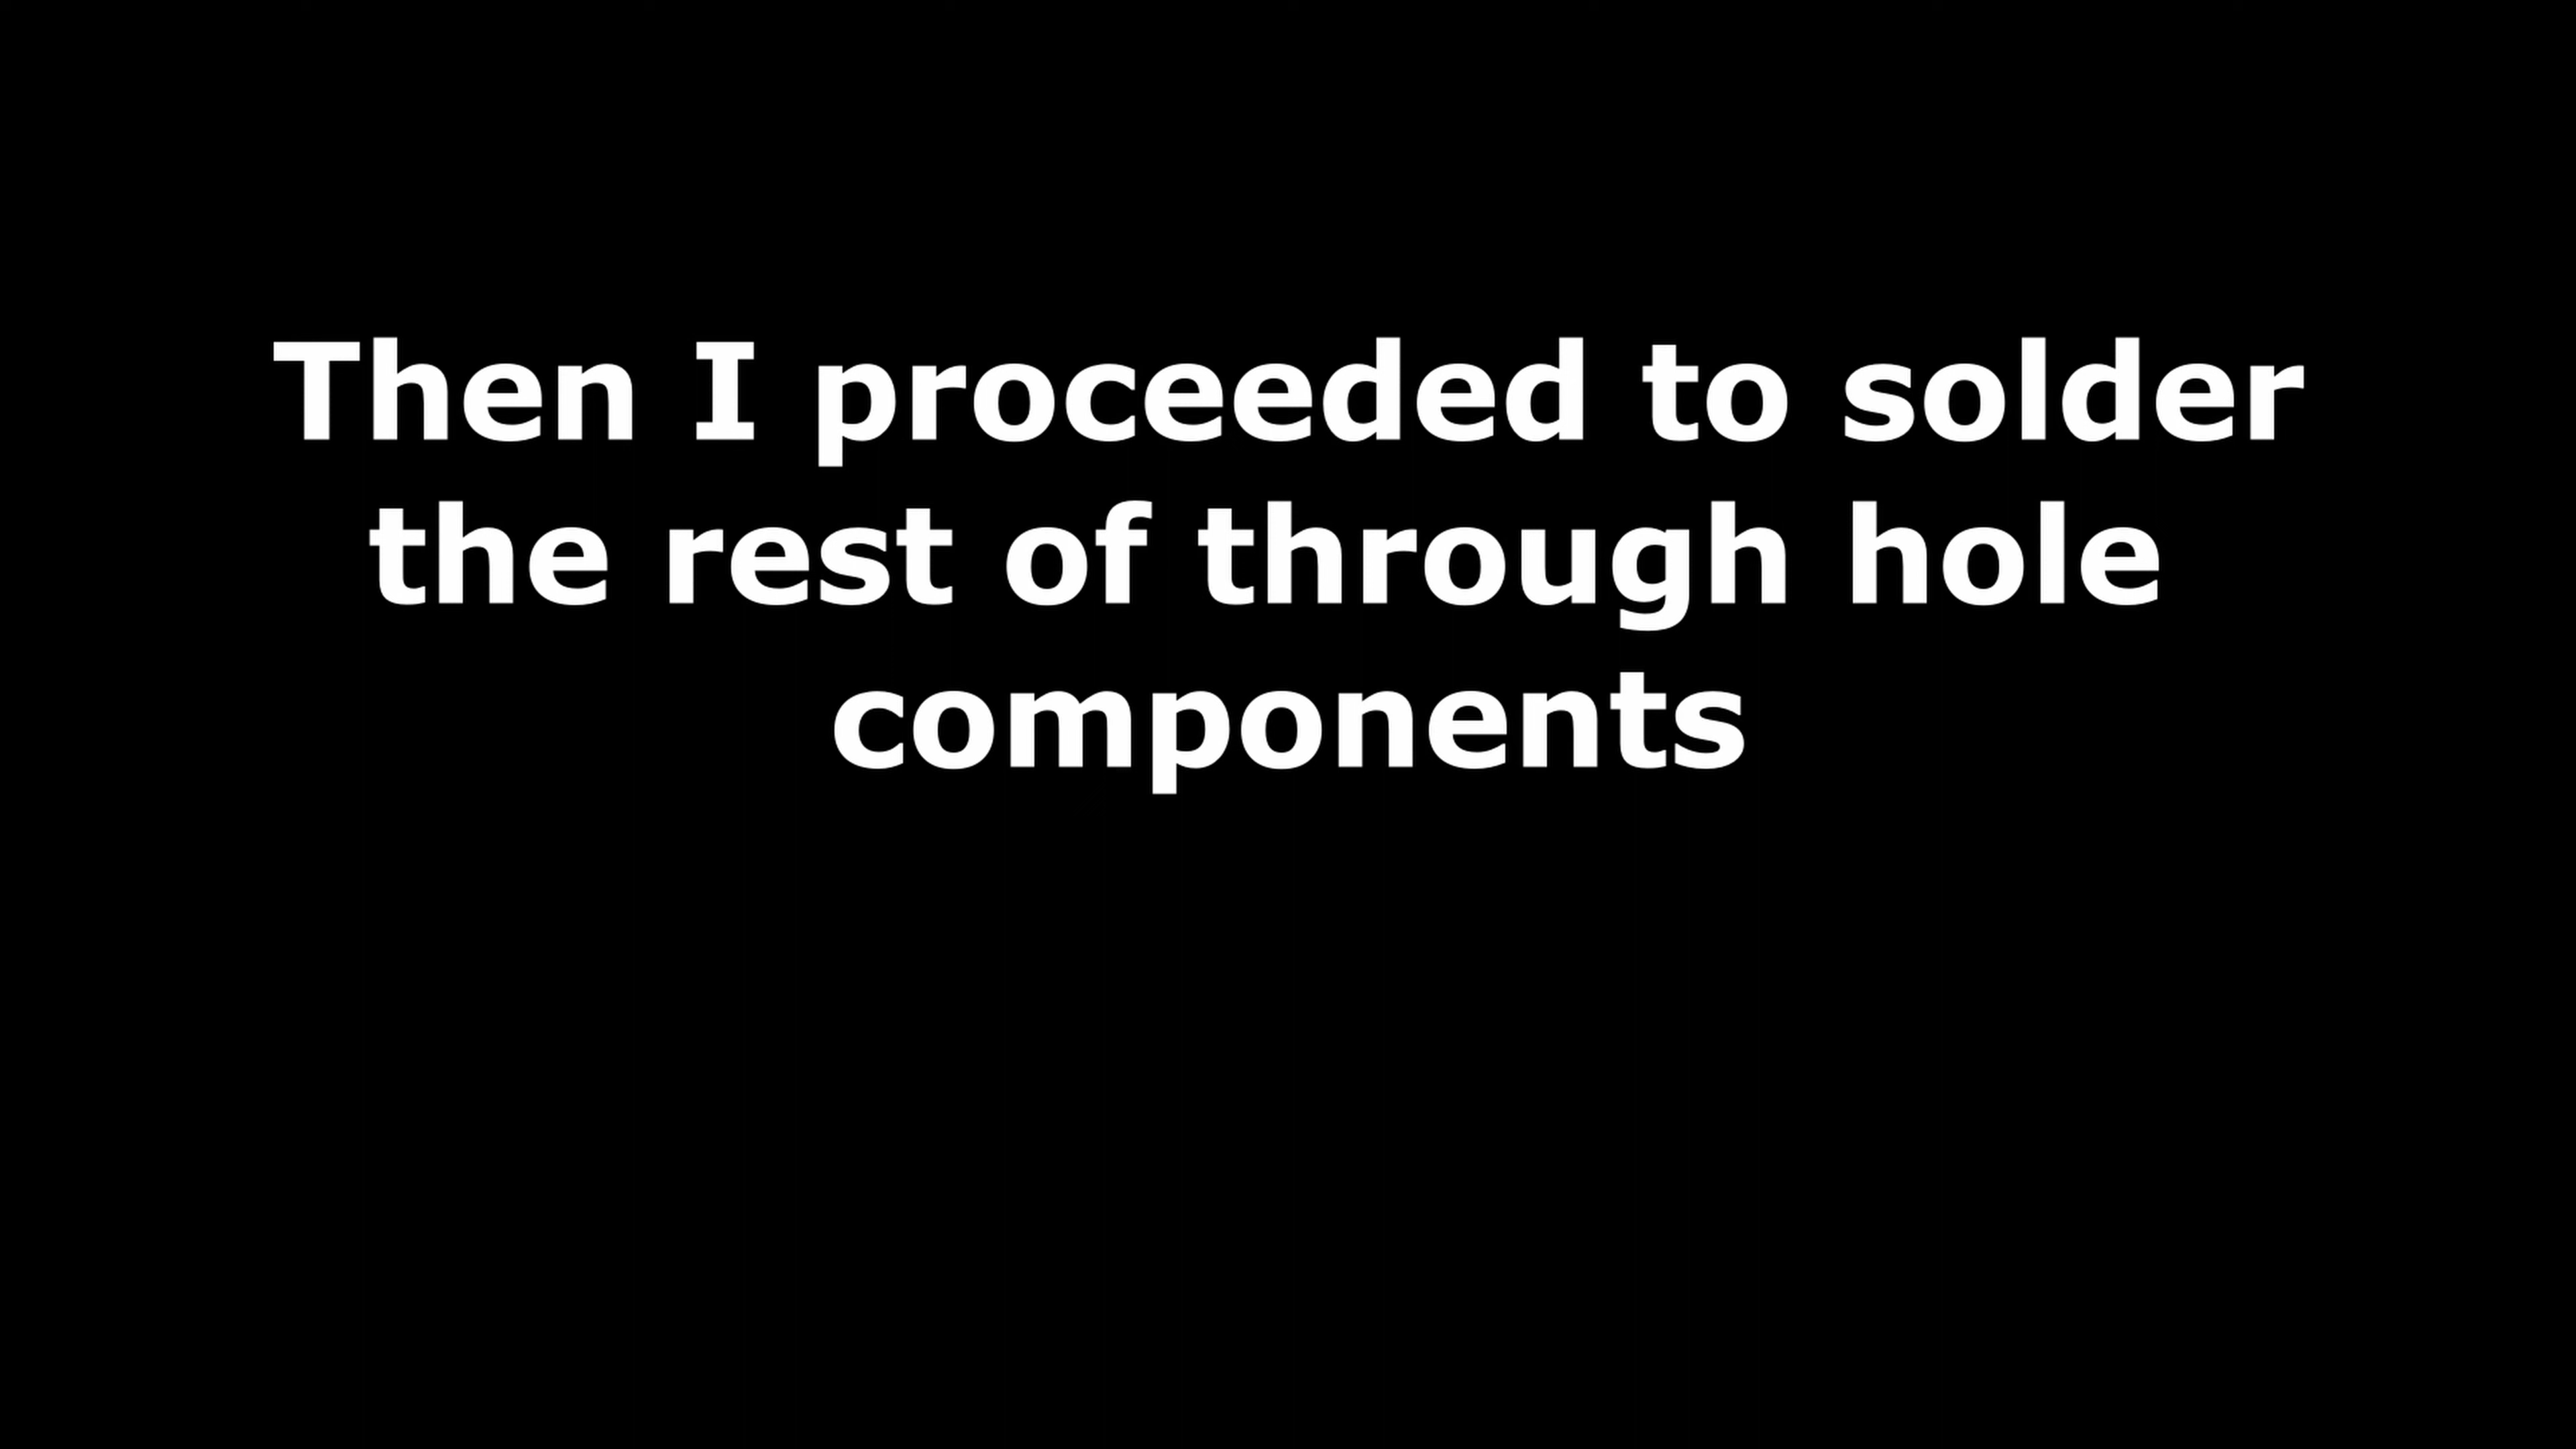 Then I proceeded to solder
the rest of through hole
components